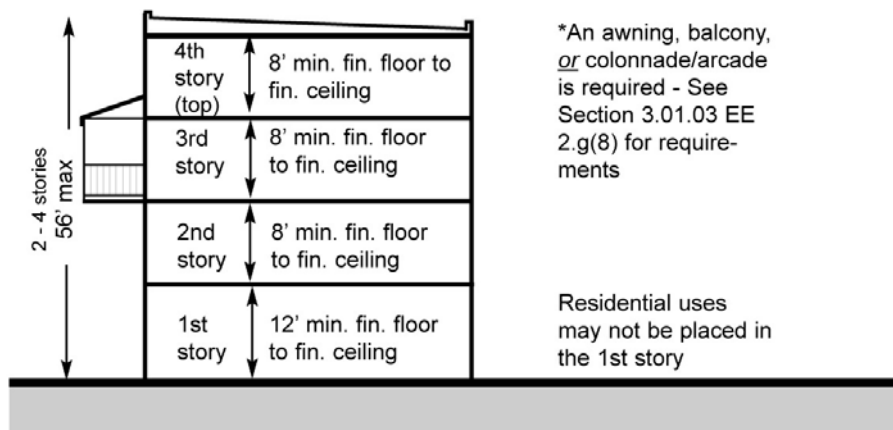 4th
story
(top)
8' min. fin. floor to
fin. ceiling
3rd
story
8' min. fin. floor
to fin. ceiling
2nd
story
8' min. fin. floor
to fin. ceiling
1st
story
12' min. fin. floor
to fin. ceiling
2 - 4 stories
56' max
*An awning, balcony,
or colonnade/arcade
is required - See
Section 3.01.03 EE
2.g(8) for require-
ments
Residential uses
may not be placed in
the 1st story